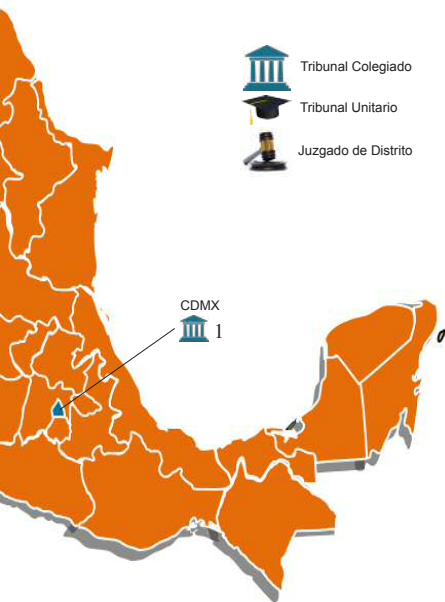 Tribunal Colegiado
Tribunal Unitario
Juzgado de Distrito
CDMX
1